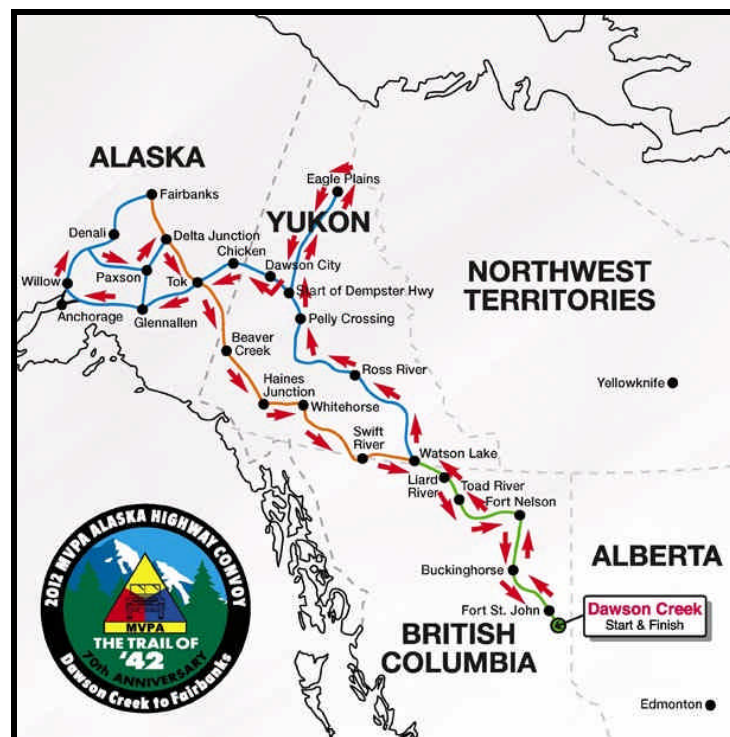 ALASKA
Fairbanks
Denali
Delta Junction
Chicken
Willow
Paxson
Tok
Anchorage
Glennallen
Eagle Plains
YUKON
Dawson City
Start of Dempster Hwy
Pelly Crossing
Beaver
Creek
Ross River
Haines
Junction
Whitehorse
Swift
River
Watson Lake
Liard
River
Toad River
Fort Nelson
Buckinghorse
Fort St. John
NORTHWEST
TERRITORIES
Yellowknife
ALBERTA
Dawson Creek
Start & Finish
BRITISH
COLUMBIA
Edmonton
2012 MVPA ALASKA HIGHWAY CONVOY
MVPA
THE TRAIL OF
'42
70th ANNIVERSARY
Dawson Creek to Fairbanks